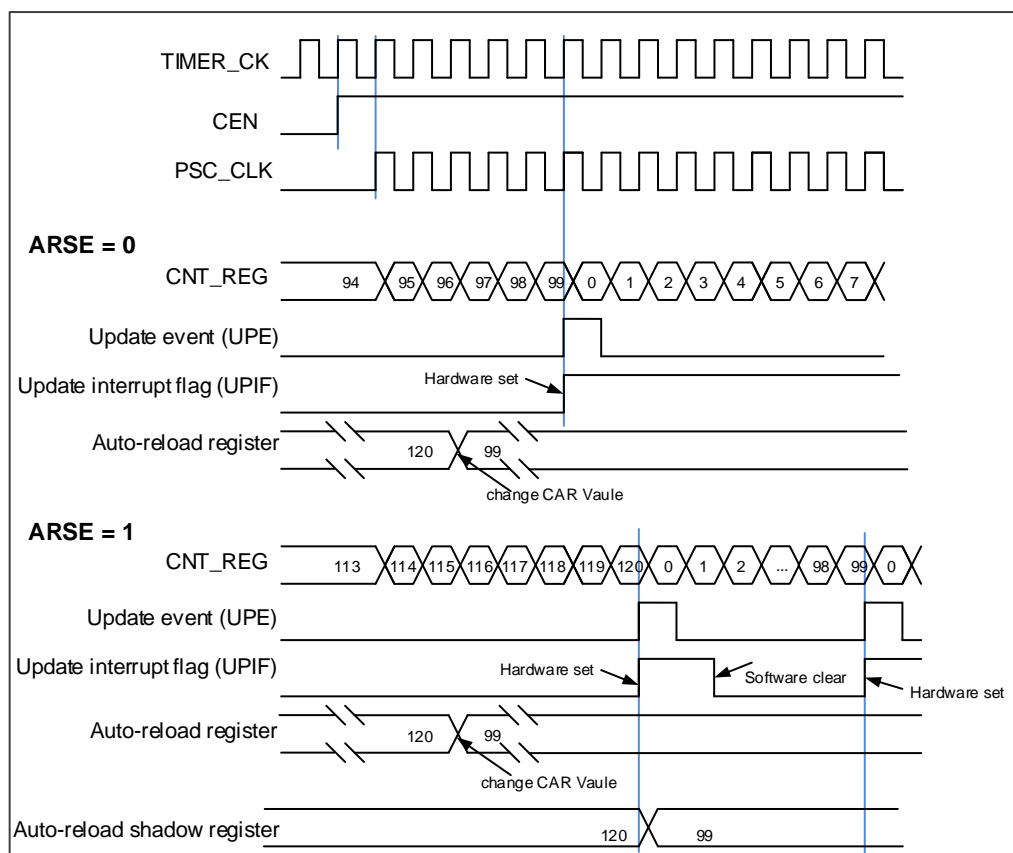 TIMER_CK
CEN
PSC_CLK
ARSE = 0
CNT_REG 94 95 96 97 98 99 0 1 2 3 4 5 6 7
Update event (UPE)
Update interrupt flag (UPIF) Hardware set
Auto-reload register 120 99
change CAR Vaule
ARSE = 1
CNT_REG 113 114 115 116 117 118 119 120 0 1 2 ... 98 99 0
Update event (UPE)
Update interrupt flag (UPIF) Hardware set Software clear Hardware set
Auto-reload register 120 99
change CAR Vaule
Auto-reload shadow register 120 99